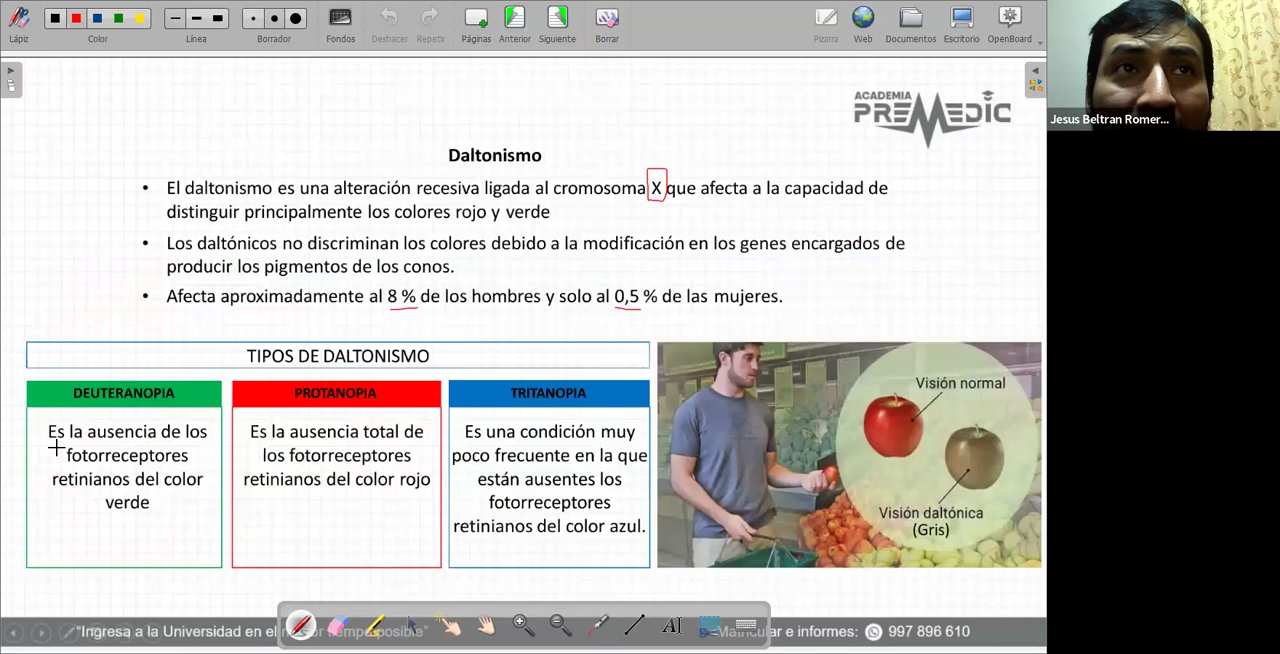 Lápiz
Color
Línea
Borrador
Fondos
Deshacer
Repetir
Páginas
Anterior
Siguiente
Borrar
Pizarra
Web
Documentos
Escritorio
OpenBoard
Jesus Beltran Romer...
ACADEMIA
PREMEDIC
Daltonismo
• El daltonismo es una alteración recesiva ligada al cromosoma X que afecta a la capacidad de
distinguir principalmente los colores rojo y verde
• Los daltónicos no discriminan los colores debido a la modificación en los genes encargados de
producir los pigmentos de los conos.
• Afecta aproximadamente al 8 % de los hombres y solo al 0,5 % de las mujeres.
TIPOS DE DALTONISMO
DEUTERANOPIA
Es la ausencia de los
fotorreceptores
retinianos del color
verde
PROTANOPIA
Es la ausencia total de
los fotorreceptores
retinianos del color rojo
TRITANOPIA
Es una condición muy
poco frecuente en la que
están ausentes los
fotorreceptores
retinianos del color azul.
Visión normal
Visión daltónica
(Gris)
"Ingresa a la Universidad en el
posible"
Matricular e informes: 997 896 610
AI